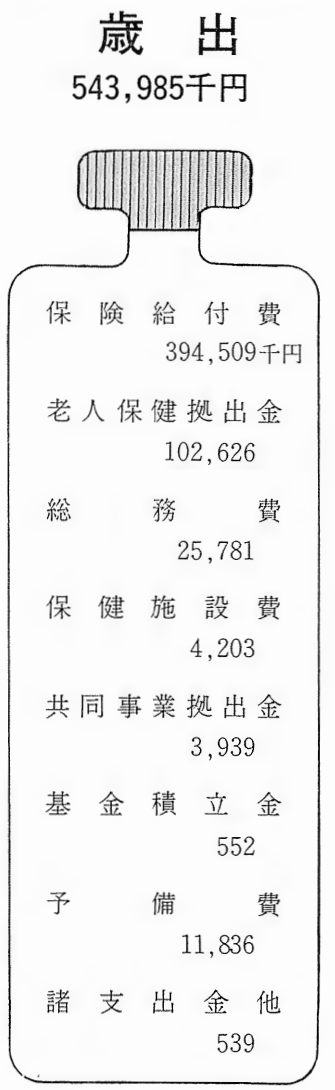 歳出
543,985千円
保険給付費
394,509千円
老人保健拠出金
102,626
総務費
25,781
保健施設費
4,203
共同事業拠出金
3,939
基金積立金
552
予備費
11,836
諸支出金他
539